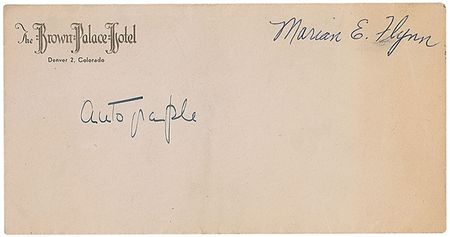 The Brown Palace Hotel
Denver 2, Colorado
Marian E. Flynn
Autographs